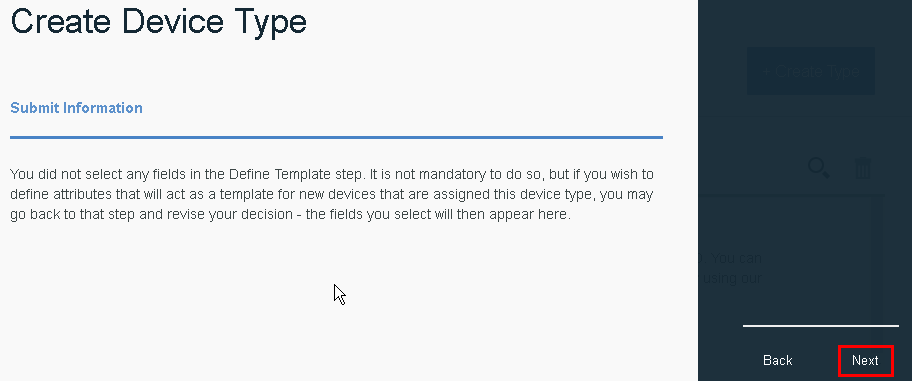 Create Device Type
+ Create Type
Submit Information
You did not select any fields in the Define Template step. It is not mandatory to do so, but if you wish to
define attributes that will act as a template for new devices that are assigned this device type, you may
go back to that step and revise your decision - the fields you select will then appear here.
You can
using our
Back
Next